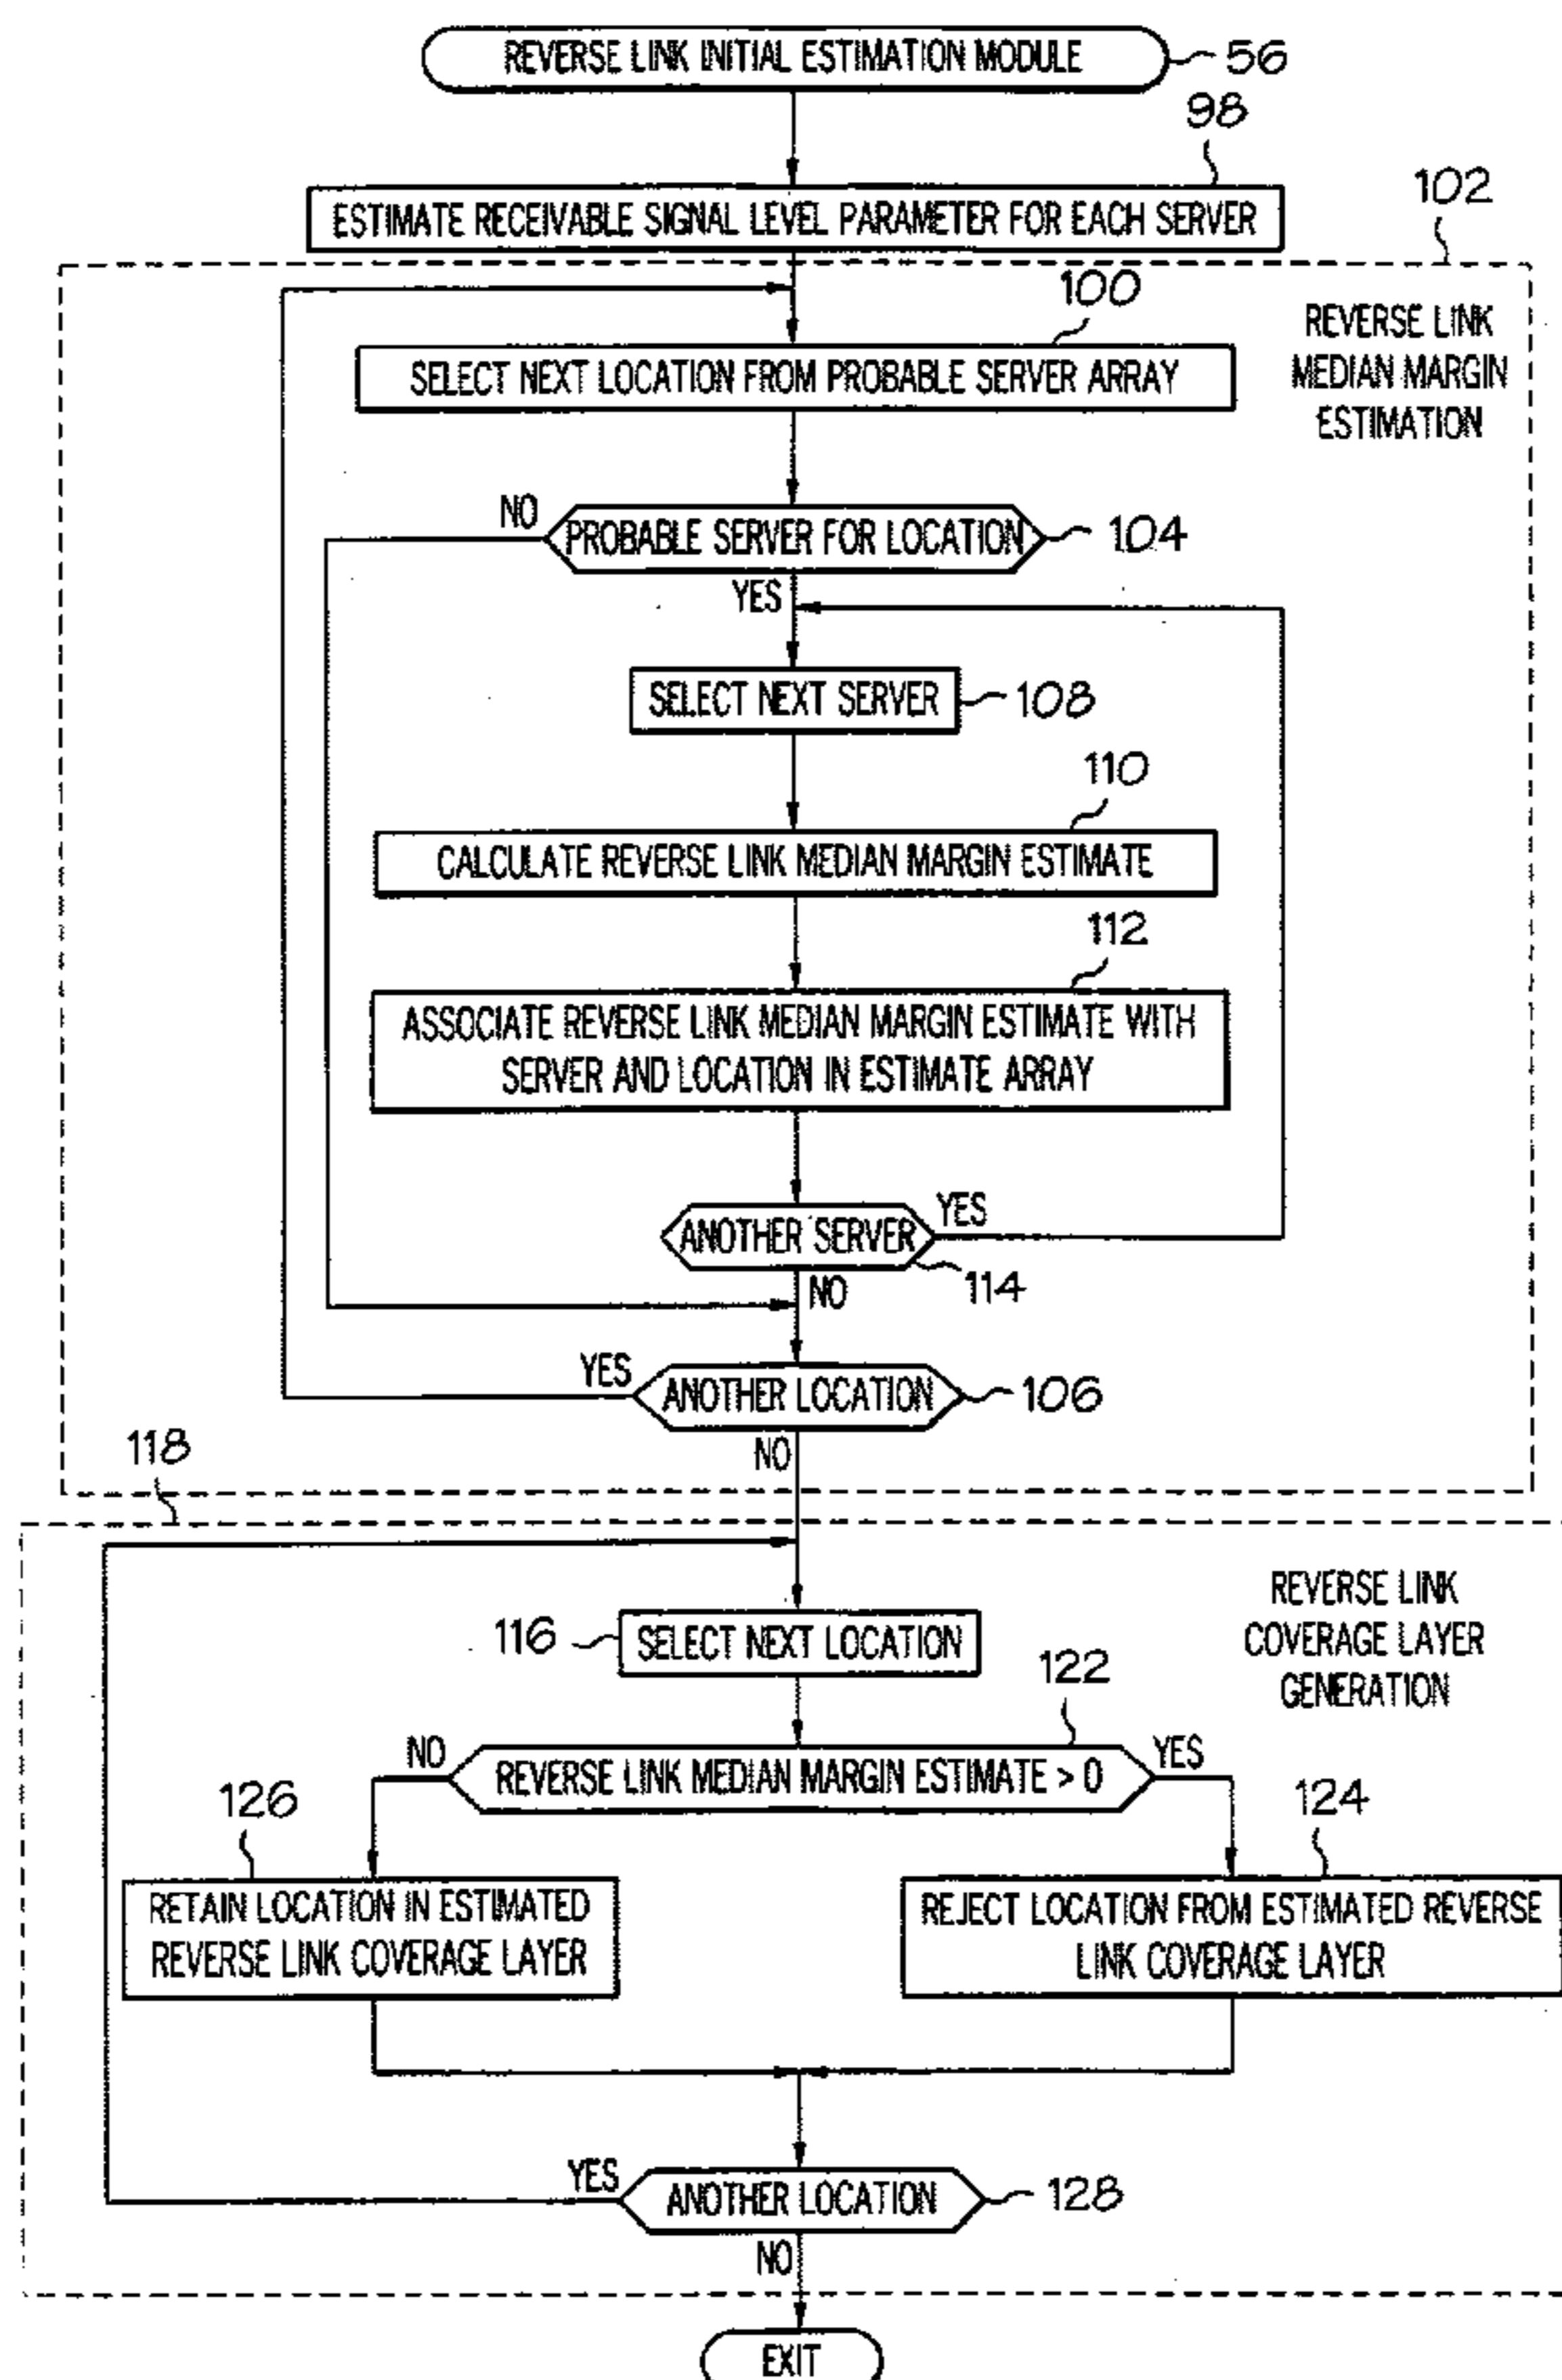 REVERSE LINK INITIAL ESTIMATION MODULE
56
98
ESTIMATE RECEIVABLE SIGNAL LEVEL PARAMETER FOR EACH SERVER
102
100
REVERSE LINK
MEDIAN MARGIN
ESTIMATION
SELECT NEXT LOCATION FROM PROBABLE SERVER ARRAY
NO
PROBABLE SERVER FOR LOCATION
104
YES
SELECT NEXT SERVER
108
110
CALCULATE REVERSE LINK MEDIAN MARGIN ESTIMATE
112
ASSOCIATE REVERSE LINK MEDIAN MARGIN ESTIMATE WITH
SERVER AND LOCATION IN ESTIMATE ARRAY
ANOTHER SERVER
YES
114
NO
YES
ANOTHER LOCATION
106
NO
118
REVERSE LINK
COVERAGE LAYER
GENERATION
116
SELECT NEXT LOCATION
122
NO
REVERSE LINK MEDIAN MARGIN ESTIMATE > 0
YES
126
124
RETAIN LOCATION IN ESTIMATED
REVERSE LINK COVERAGE LAYER
REJECT LOCATION FROM ESTIMATED REVERSE
LINK COVERAGE LAYER
YES
ANOTHER LOCATION
128
NO
EXIT